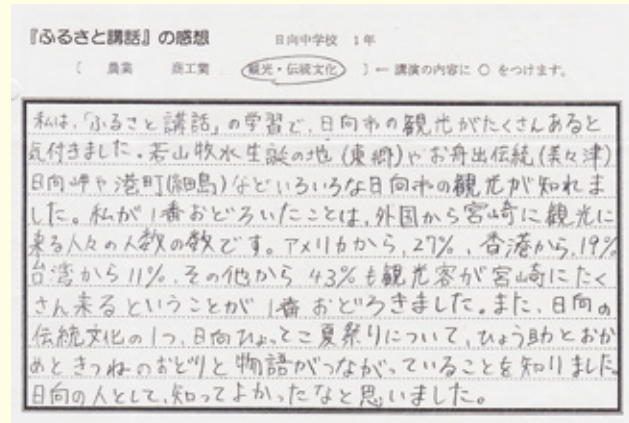 『ふるさと講話』の感想 日向中学校 1年
〔 農業 商工業 観光・伝統文化 〕← 講演の内容に ○ をつけます。
私は、「ふるさと講話」の学習で、日向市の観光がたくさんあると
気付きました。若山牧水生誕の地(東郷)やお舟出伝統(美々津)
日向岬や港町(細島)などいろいろな日向市の観光が知れま
した。私が1番おどろいたことは、外国から宮崎に観光に
来る人々の人数の数です。アメリカから、27%、香港から、19%
台湾から11%、その他から 43%も観光客が宮崎にたく
さん来るということが1番おどろきました。また、日向の
伝統文化の1つ、日向ひょっとこ夏祭りについて、ひょう助とおか
めときつねのおどりと物語がつながっていることを知りました。
日向の人として、知ってよかったなと思いました。